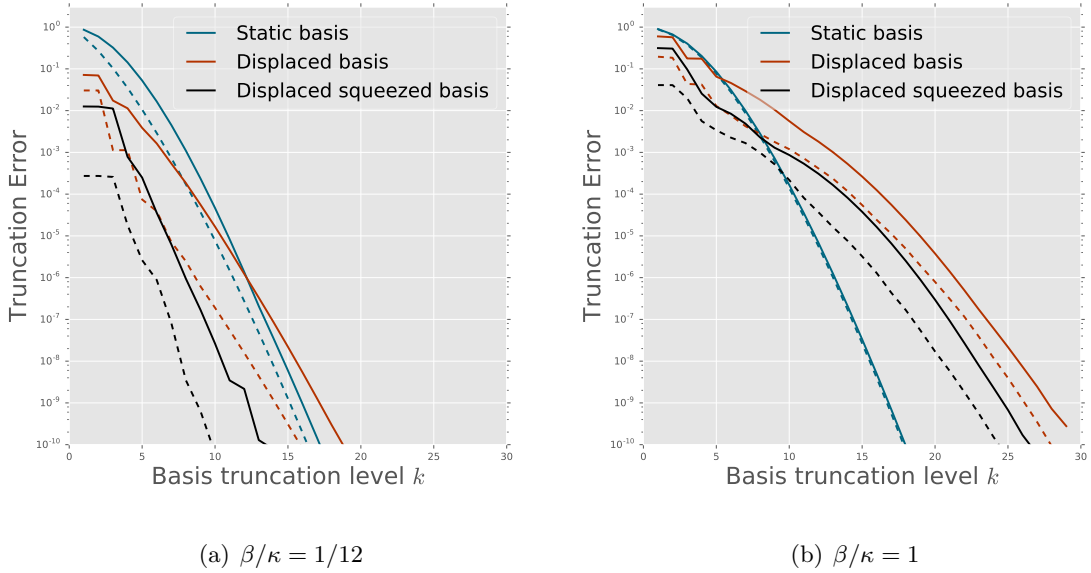 10⁰
10⁻¹
10⁻²
10⁻³
10⁻⁴
10⁻⁵
10⁻⁶
10⁻⁷
10⁻⁸
10⁻⁹
10⁻¹⁰
Truncation Error
Static basis
Displaced basis
Displaced squeezed basis
0 5 10 15 20 25 30
Basis truncation level k
(a) β/κ = 1/12
10⁰
10⁻¹
10⁻²
10⁻³
10⁻⁴
10⁻⁵
10⁻⁶
10⁻⁷
10⁻⁸
10⁻⁹
10⁻¹⁰
Truncation Error
Static basis
Displaced basis
Displaced squeezed basis
0 5 10 15 20 25 30
Basis truncation level k
(b) β/κ = 1